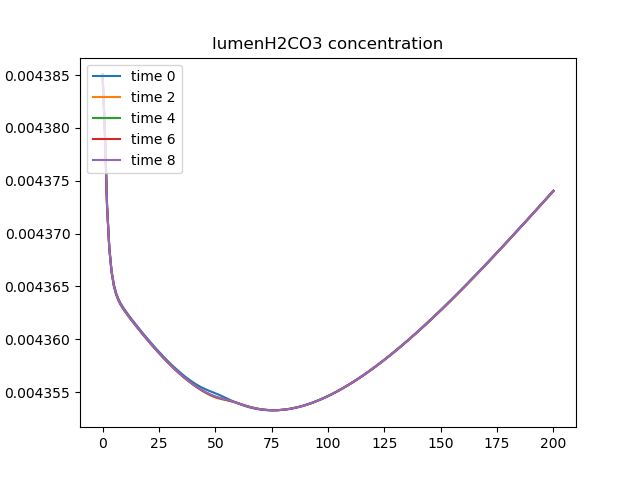 lumenH2CO3 concentration
0.004385
0.004380
0.004375
0.004370
0.004365
0.004360
0.004355
time 0
time 2
time 4
time 6
time 8
0 25 50 75 100 125 150 175 200